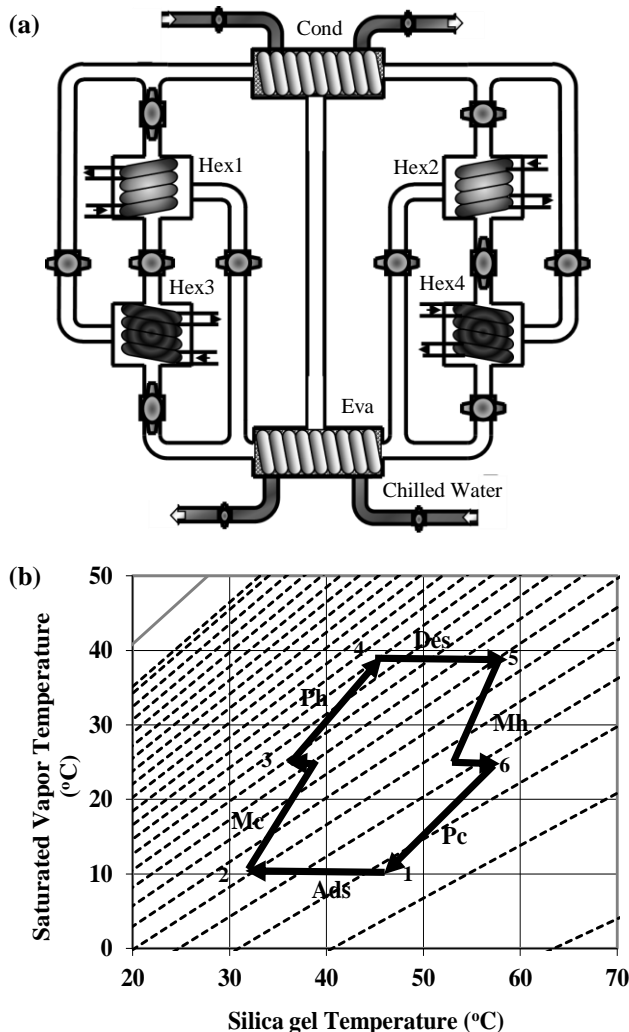 (a)
Cond
Hex1
Hex2
Hex3
Hex4
Eva
Chilled Water
(b)
50
40
30
20
10
0
20
30
40
50
60
70
Saturated Vapor Temperature
(°C)
4
Des
5
Ph
Mh
3
6
Mc
Pc
2
Ads
1
Silica gel Temperature (°C)